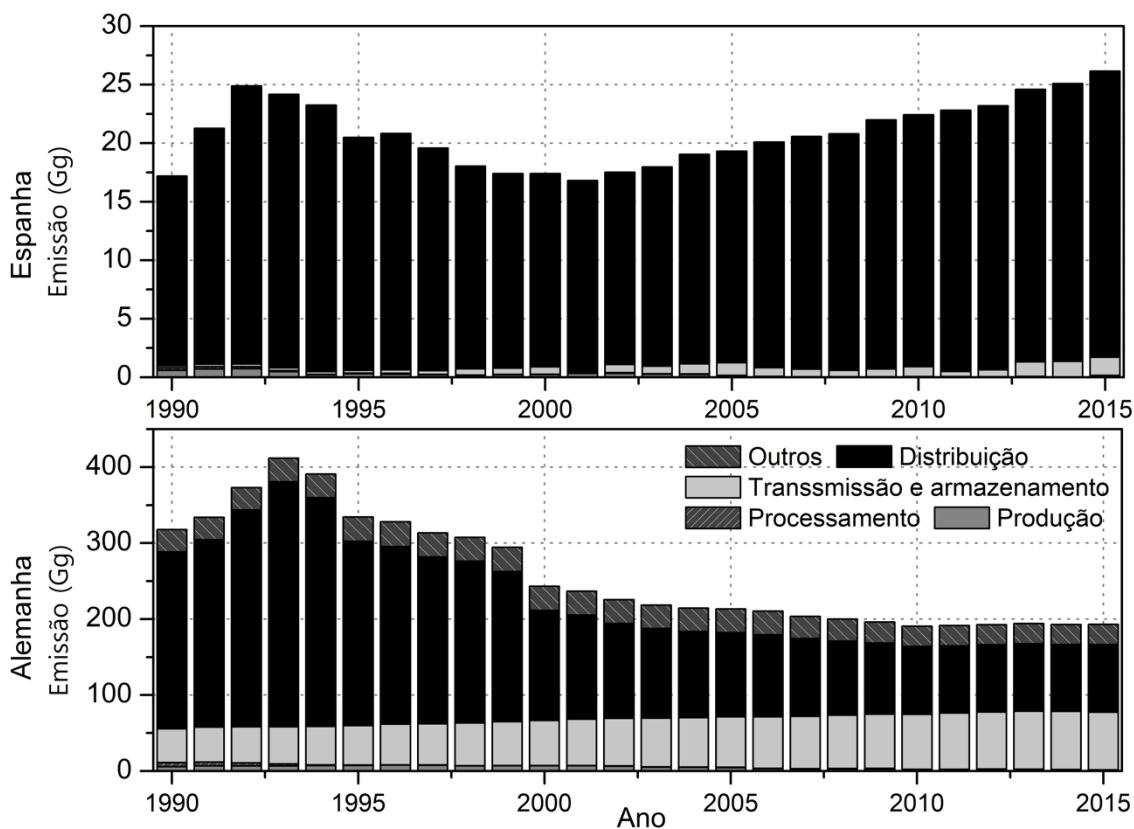 30
25
20
15
10
5
0
Espanha
Emissão (Gg)
1990 1995 2000 2005 2010 2015
400
300
200
100
0
Alemanha
Emissão (Gg)
Outros Distribuição
Transsmissão e armazenamento
Processamento Produção
1990 1995 2000 2005 2010 2015
Ano